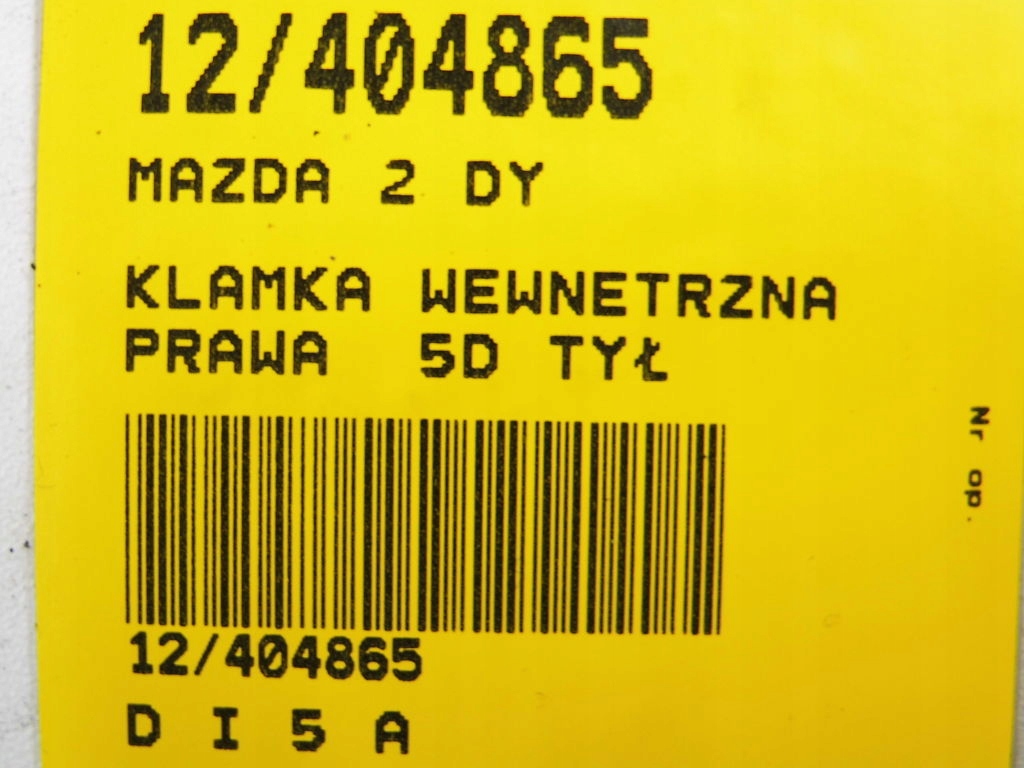 12/404865
MAZDA 2 DY
KLAMKA WEWNETRZNA
PRAWA 5D TYŁ
Nr op.
12/404865
D I 5 A